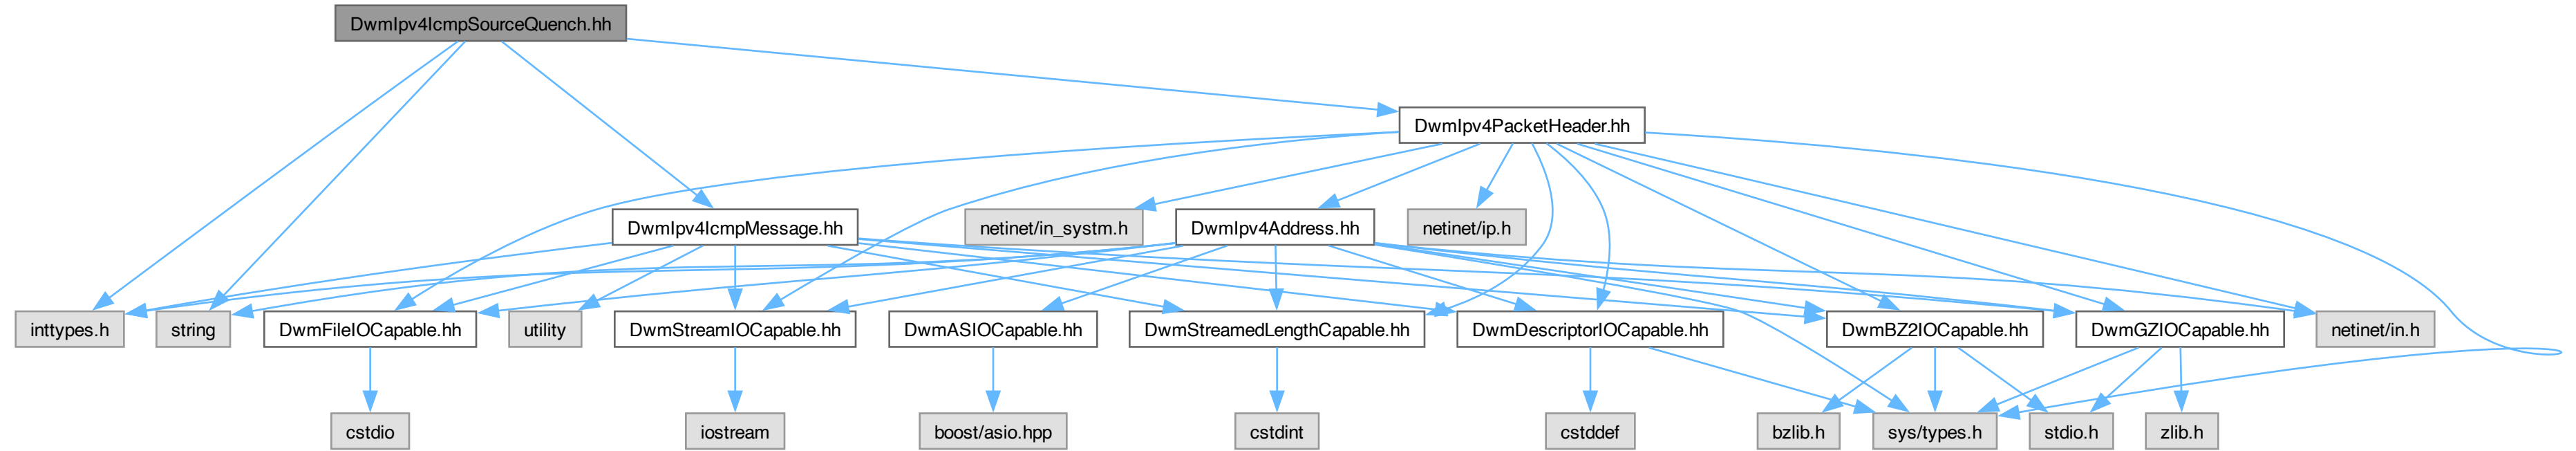 DwmIpv4IcmpSourceQuench.hh
DwmIpv4PacketHeader.hh
DwmIpv4IcmpMessage.hh
netinet/in_systm.h
DwmIpv4Address.hh
netinet/ip.h
inttypes.h
string
DwmFileIOCapable.hh
utility
DwmStreamIOCapable.hh
DwmASIOCapable.hh
DwmStreamedLengthCapable.hh
DwmDescriptorIOCapable.hh
DwmBZ2IOCapable.hh
DwmGZIOCapable.hh
netinet/in.h
cstdio
iostream
boost/asio.hpp
cstdint
cstddef
bzlib.h
sys/types.h
stdio.h
zlib.h